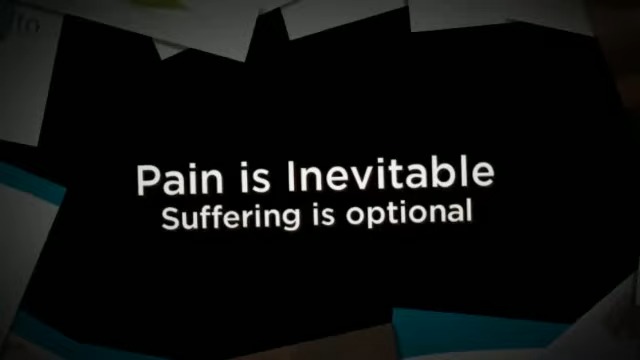 Pain is Inevitable
Suffering is optional